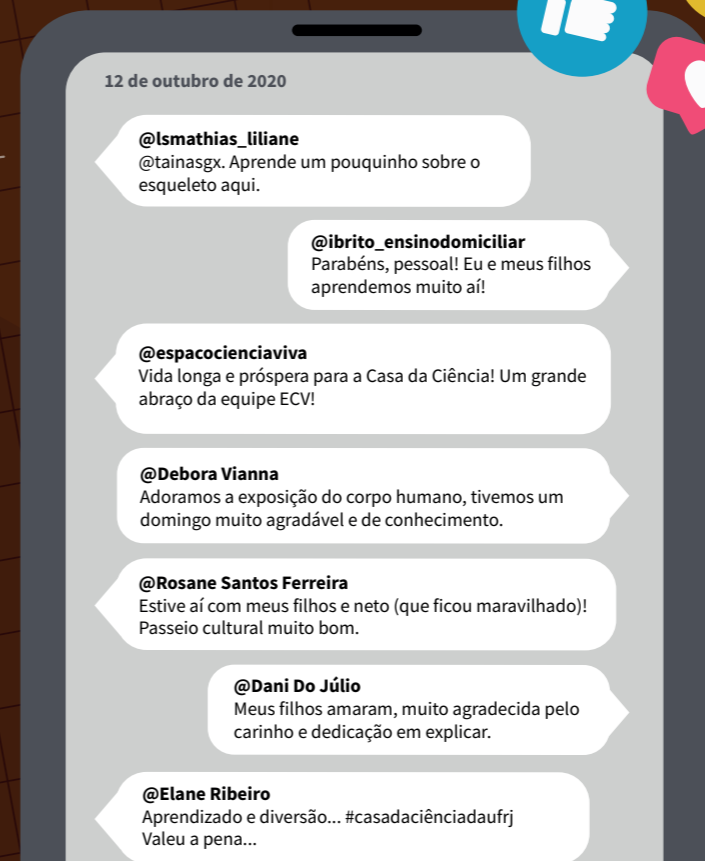 12 de outubro de 2020
@lsmathias_liliane
@tainasgx. Aprende um pouquinho sobre o
esqueleto aqui.
@ibrito_ensinodomiciliar
Parabéns, pessoal! Eu e meus filhos
aprendemos muito aí!
@espacocienciaviva
Vida longa e próspera para a Casa da Ciência! Um grande
abraço da equipe ECV!
@Debora Vianna
Adoramos a exposição do corpo humano, tivemos um
domingo muito agradável e de conhecimento.
@Rosane Santos Ferreira
Estive aí com meus filhos e neto (que ficou maravilhado)!
Passeio cultural muito bom.
@Dani Do Júlio
Meus filhos amaram, muito agradecida pelo
carinho e dedicação em explicar.
@Elane Ribeiro
Aprendizado e diversão... #casadaciênciadaufrj
Valeu a pena...